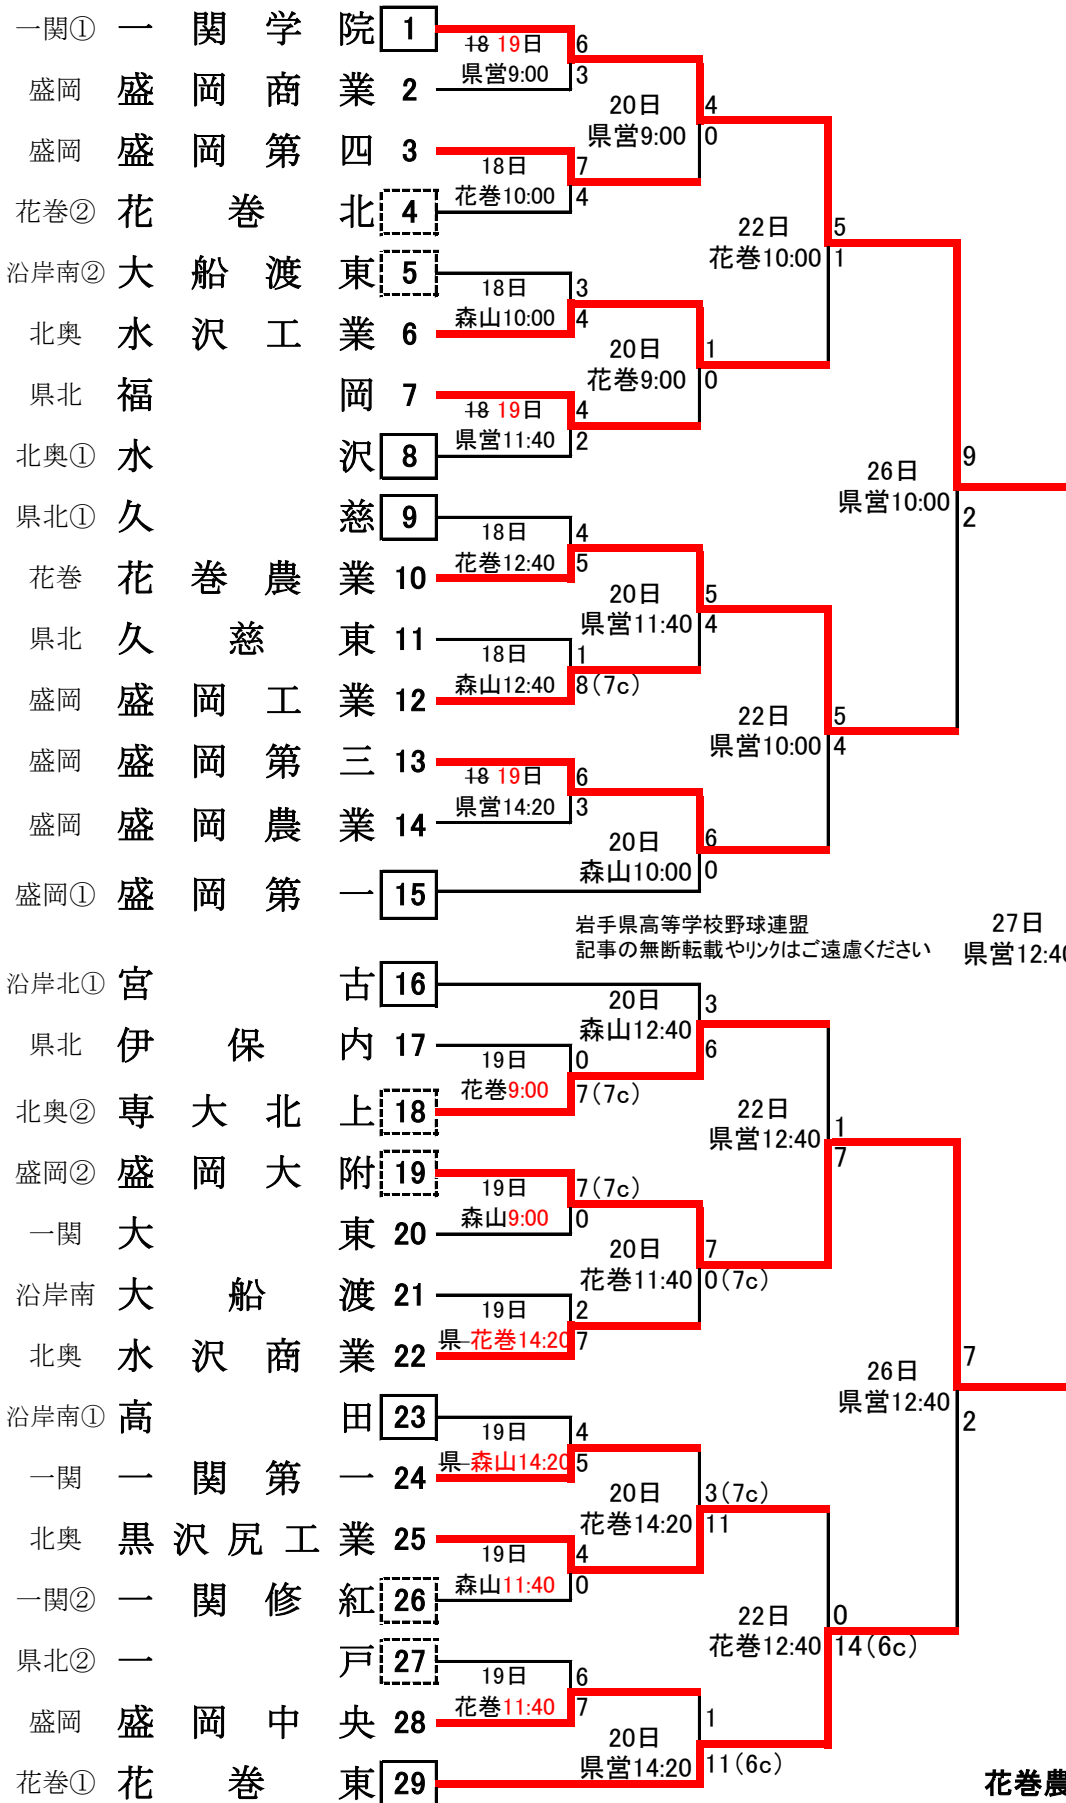 一関① 一関学院 1
18 19日 6
県営9:00 3
盛岡 盛岡商業 2
20日 4
県営9:00 0
盛岡 盛岡第四 3
18日 7
花巻10:00 4
花巻② 花巻北 4
22日 5
花巻10:00 1
沿岸南② 大船渡東 5
18日 3
森山10:00 4
北奥 水沢工業 6
20日 1
花巻9:00 0
県北 福岡 7
18 19日 4
県営11:40 2
北奥① 水沢 8
26日 9
県営10:00 2
県北① 久慈 9
18日 4
花巻12:40 5
花巻 花巻農業 10
20日 5
県営11:40 4
県北 久慈東 11
18日 1
森山12:40 8(7c)
盛岡 盛岡工業 12
22日 5
県営10:00 4
盛岡 盛岡第三 13
18 19日 6
県営14:20 3
盛岡 盛岡農業 14
20日 6
森山10:00 0
盛岡① 盛岡第一 15
岩手県高等学校野球連盟
記事の無断転載やリンクはご遠慮ください
27日
県営12:40
沿岸北① 宮古 16
20日 3
森山12:40 6
県北 伊保内 17
19日 0
花巻9:00 7(7c)
北奥② 専大北上 18
22日 1
県営12:40 7
盛岡② 盛岡大附 19
19日 7(7c)
森山9:00 0
一関 大東 20
20日 7
花巻11:40 0(7c)
沿岸南 大船渡 21
19日 2
県 花巻14:20 7
北奥 水沢商業 22
26日 7
県営12:40 2
沿岸南① 高田 23
19日 4
県 森山14:20 5
一関 一関第一 24
20日 3(7c)
花巻14:20 11
北奥 黒沢尻工業 25
19日 4
森山11:40 0
一関② 一関修紅 26
22日 0
花巻12:40 14(6c)
県北② 一戸 27
19日 6
花巻11:40 7
盛岡 盛岡中央 28
20日 1
県営14:20 11(6c)
花巻① 花巻東 29
花巻農